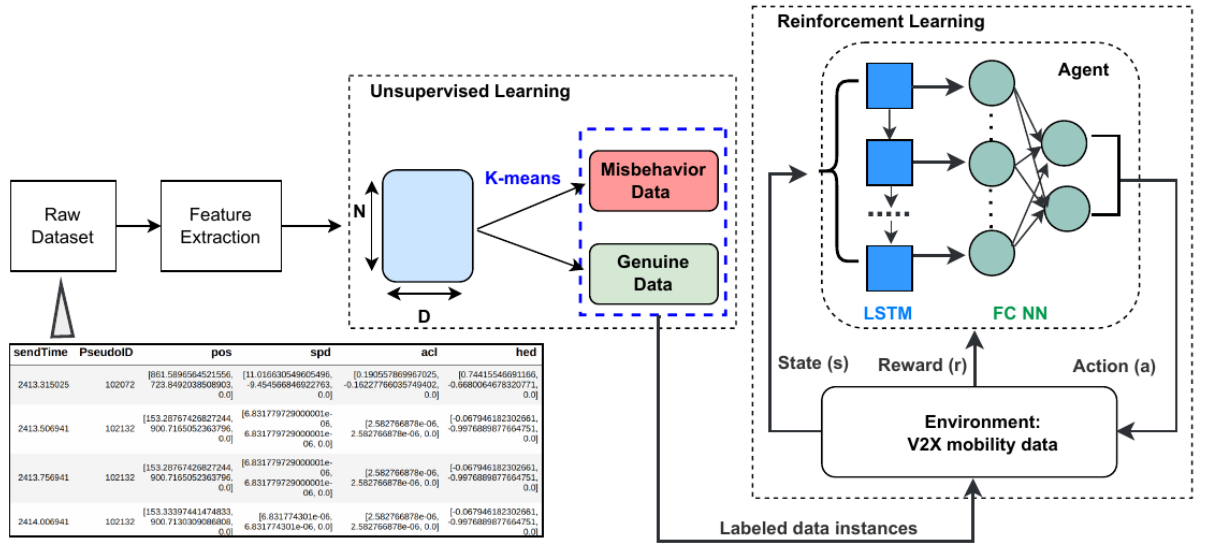 Reinforcement Learning
Agent
LSTM
FC NN
State (s)
Reward (r)
Action (a)
Environment:
V2X mobility data
Unsupervised Learning
K-means
N
D
Misbehavior
Data
Genuine
Data
Raw
Dataset
Feature
Extraction
Labeled data instances
sendTime PseudoID pos spd acl hed
[861.5896564521556, [11.016630549605496, [0.190557869967025, [0.74415546691166,
2413.315025 102072 723.8492038508903, -9.454566846922763, -0.16227766035749402, -0.6680064678320771,
0.0] 0.0] 0.0] 0.0]
[6.831779729000001e-
[153.28767426827244, 06, [-0.067946182302661,
2413.506941 102132 900.7165052363796, 6.831779729000001e- [2.582766878e-06, -0.9976889877664751,
0.0] 06, 0.0] 2.582766878e-06, 0.0] 0.0]
[6.831779729000001e-
[153.28767426827244, 06, [-0.067946182302661,
2413.756941 102132 900.7165052363796, 6.831779729000001e- [2.582766878e-06, -0.9976889877664751,
0.0] 06, 0.0] 2.582766878e-06, 0.0] 0.0]
[153.33397441474833, [-0.067946182302661,
2414.006941 102132 900.7130309086808, [6.831774301e-06, [2.582766878e-06, -0.9976889877664751,
0.0] 6.831774301e-06, 0.0] 2.582766878e-06, 0.0] 0.0]